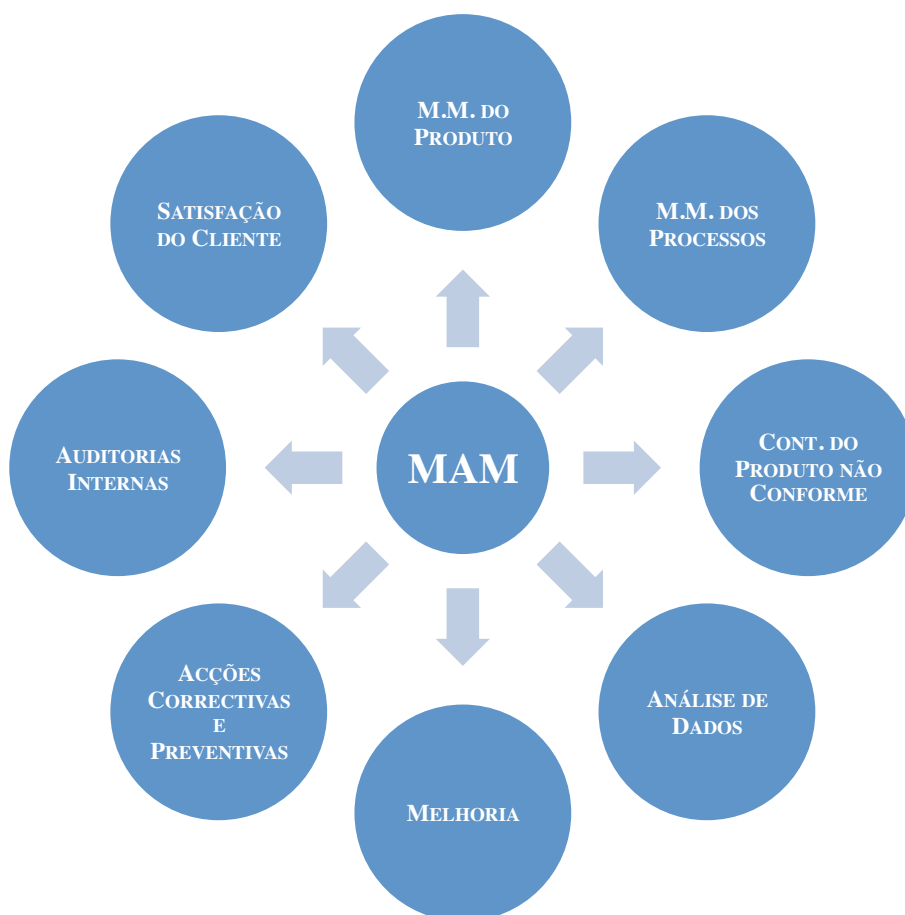 M.M. DO
PRODUTO
SATISFAÇÃO
DO CLIENTE
M.M. DOS
PROCESSOS
AUDITORIAS
INTERNAS
MAM
CONT. DO
PRODUTO NÃO
CONFORME
ACÇÕES
CORRECTIVAS
E
PREVENTIVAS
ANÁLISE DE
DADOS
MELHORIA